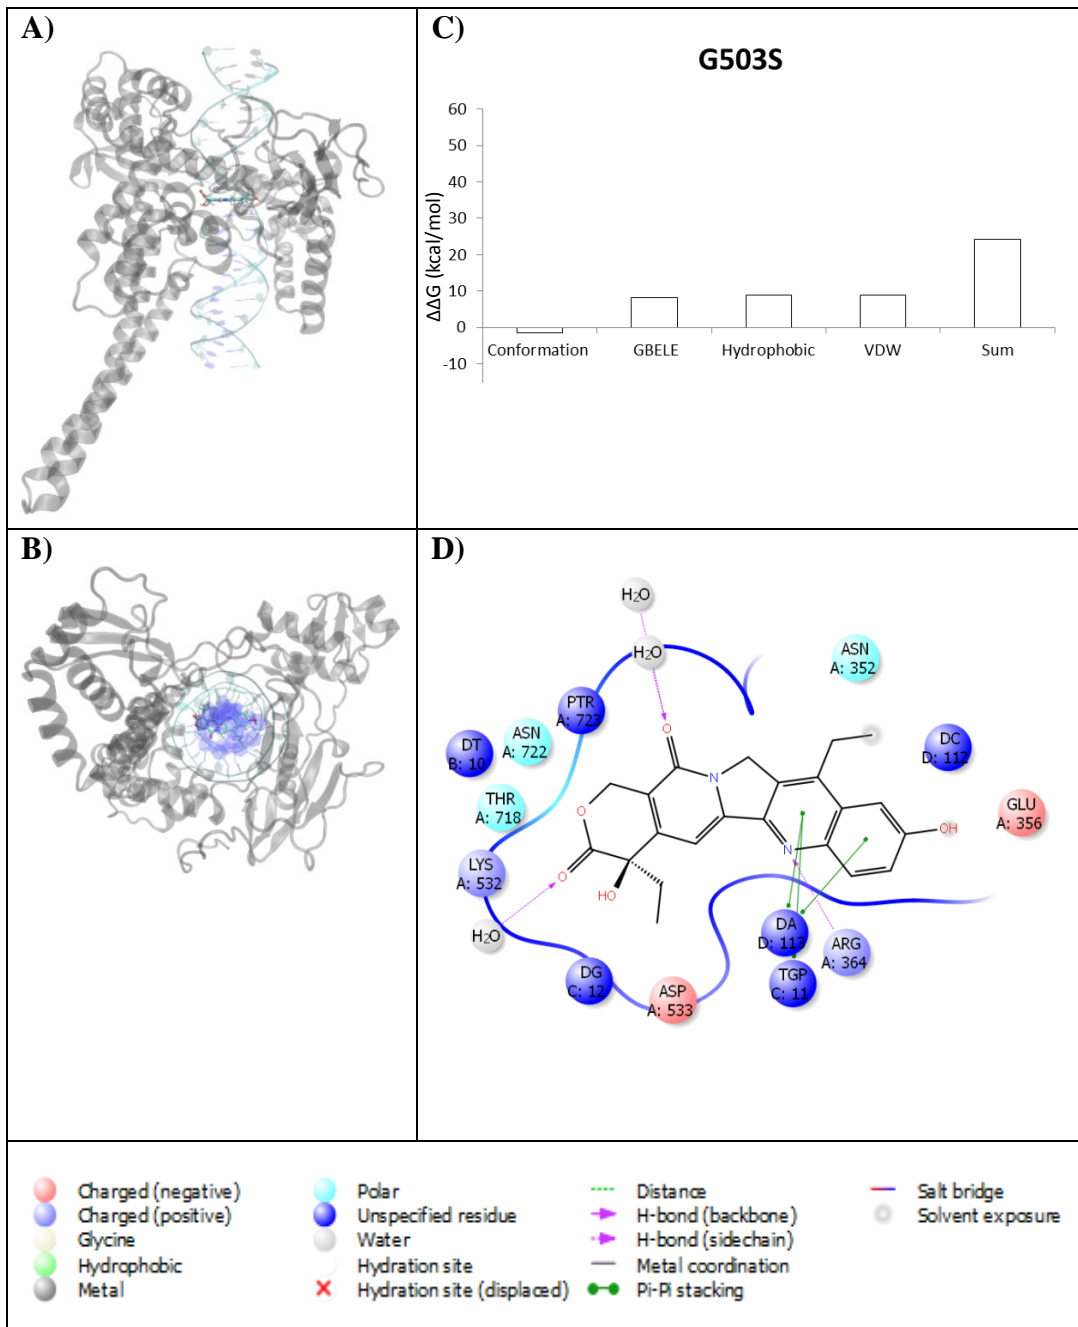 A)
C)
G503S
ΔΔG (kcal/mol)
60
50
40
30
20
10
0
-10
Conformation GBELE Hydrophobic VDW Sum
B)
D)
H₂O
H₂O
ASN
A: 352
PTR
A: 723
ASN
A: 722
DT
B: 10
DC
D: 112
THR
A: 718
GLU
A: 356
LYS
A: 532
H₂O
O
O
O
N
N
HO
OH
DA
D: 113
ARG
A: 364
TGP
C: 11
DG
C: 12
ASP
A: 533
Charged (negative)
Charged (positive)
Glycine
Hydrophobic
Metal
Polar
Unspecified residue
Water
Hydration site
Hydration site (displaced)
Distance
H-bond (backbone)
H-bond (sidechain)
Metal coordination
Pi-Pi stacking
Salt bridge
Solvent exposure